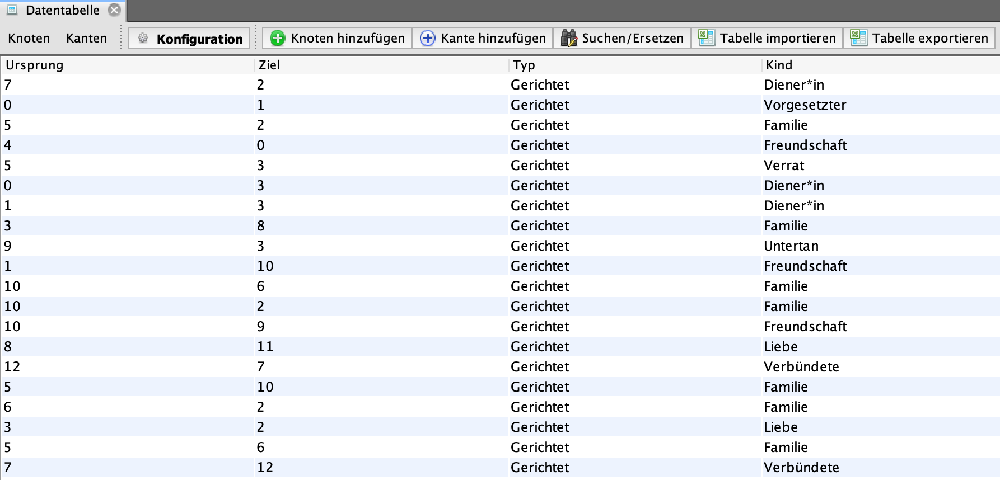 Datentabelle
Knoten Kanten Konfiguration Knoten hinzufügen Kante hinzufügen Suchen/Ersetzen Tabelle importieren Tabelle exportieren
Ursprung Ziel Typ Kind
7 2 Gerichtet Diener*in
0 1 Gerichtet Vorgesetzter
5 2 Gerichtet Familie
4 0 Gerichtet Freundschaft
5 3 Gerichtet Verrat
0 3 Gerichtet Diener*in
1 3 Gerichtet Diener*in
3 8 Gerichtet Familie
9 3 Gerichtet Untertan
1 10 Gerichtet Freundschaft
10 6 Gerichtet Familie
10 2 Gerichtet Familie
10 9 Gerichtet Freundschaft
8 11 Gerichtet Liebe
12 7 Gerichtet Verbündete
5 10 Gerichtet Familie
6 2 Gerichtet Familie
3 2 Gerichtet Liebe
5 6 Gerichtet Familie
7 12 Gerichtet Verbündete